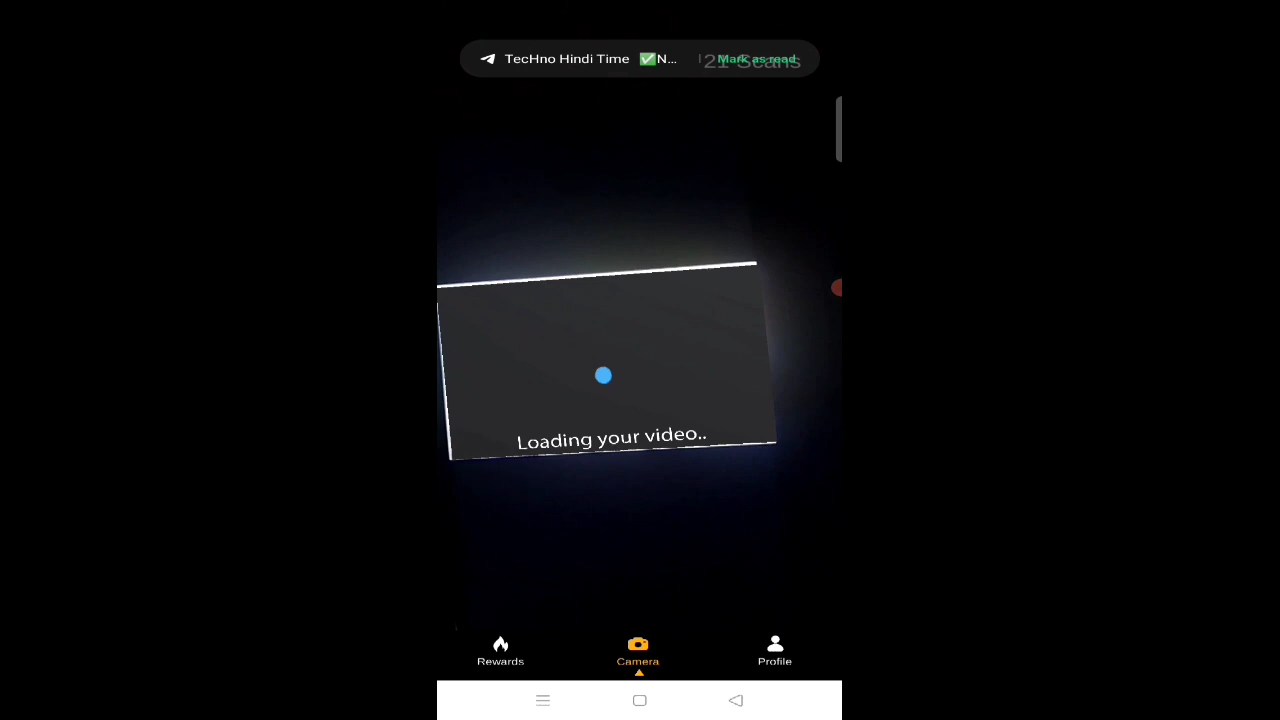 TecHno Hindi Time ✅N... Mark as read
21 Scans
Loading your video..
Rewards Camera Profile